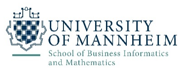 UNIVERSITY
OF MANNHEIM
School of Business Informatics
and Mathematics